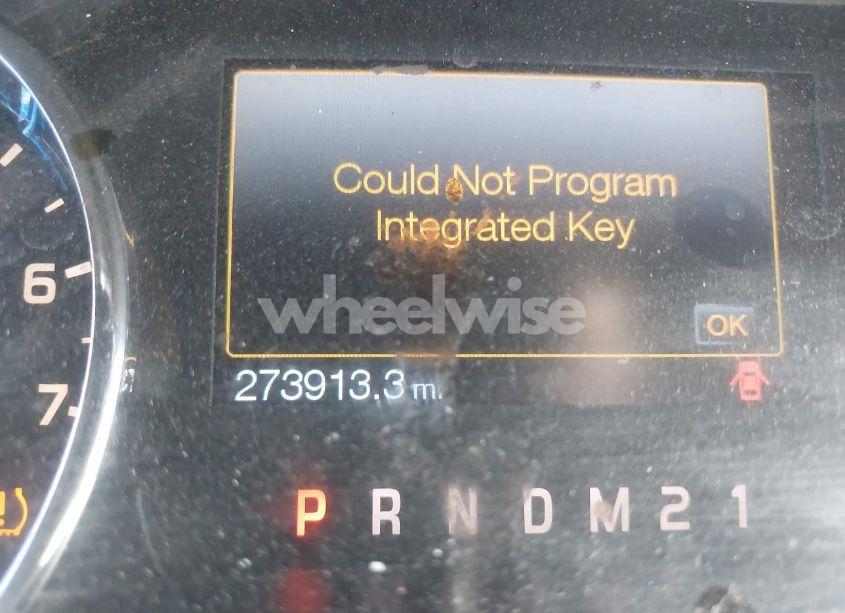 Could Not Program
Integrated Key
wheelwise
OK
6
273913.3 m.
7
P R N D M 2 1